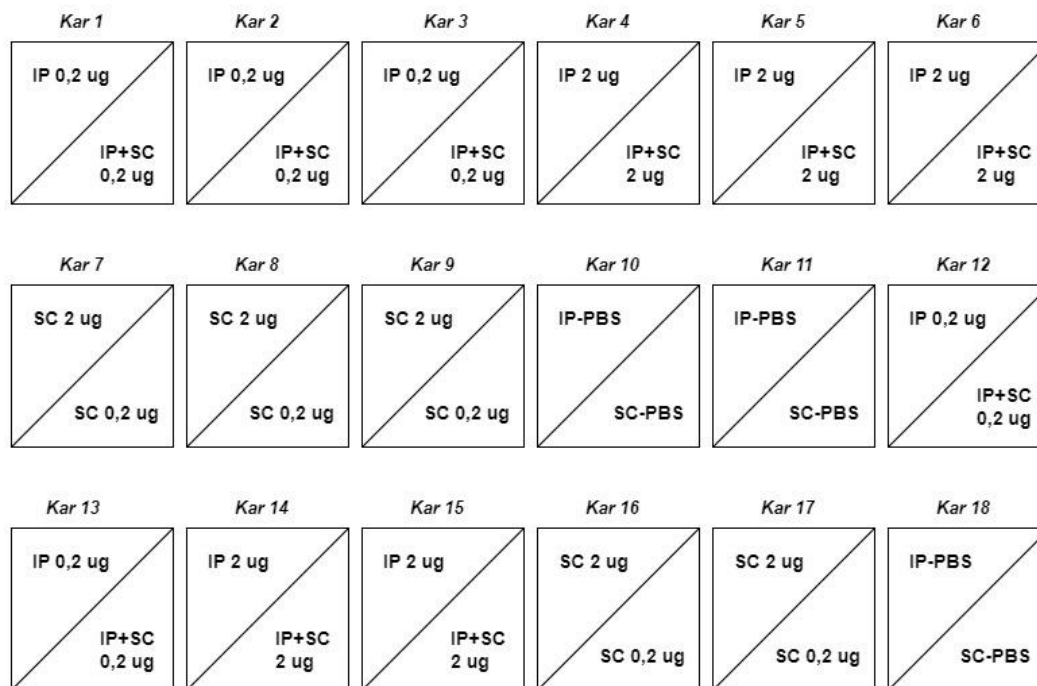 Kar 1
Kar 2
Kar 3
Kar 4
Kar 5
Kar 6
IP 0,2 ug
IP+SC
0,2 ug
IP 0,2 ug
IP+SC
0,2 ug
IP 0,2 ug
IP+SC
0,2 ug
IP 2 ug
IP+SC
2 ug
IP 2 ug
IP+SC
2 ug
IP 2 ug
IP+SC
2 ug
Kar 7
Kar 8
Kar 9
Kar 10
Kar 11
Kar 12
SC 2 ug
SC 0,2 ug
SC 2 ug
SC 0,2 ug
SC 2 ug
SC 0,2 ug
IP-PBS
SC-PBS
IP-PBS
SC-PBS
IP 0,2 ug
IP+SC
0,2 ug
Kar 13
Kar 14
Kar 15
Kar 16
Kar 17
Kar 18
IP 0,2 ug
IP+SC
0,2 ug
IP 2 ug
IP+SC
2 ug
IP 2 ug
IP+SC
2 ug
SC 2 ug
SC 0,2 ug
SC 2 ug
SC 0,2 ug
IP-PBS
SC-PBS